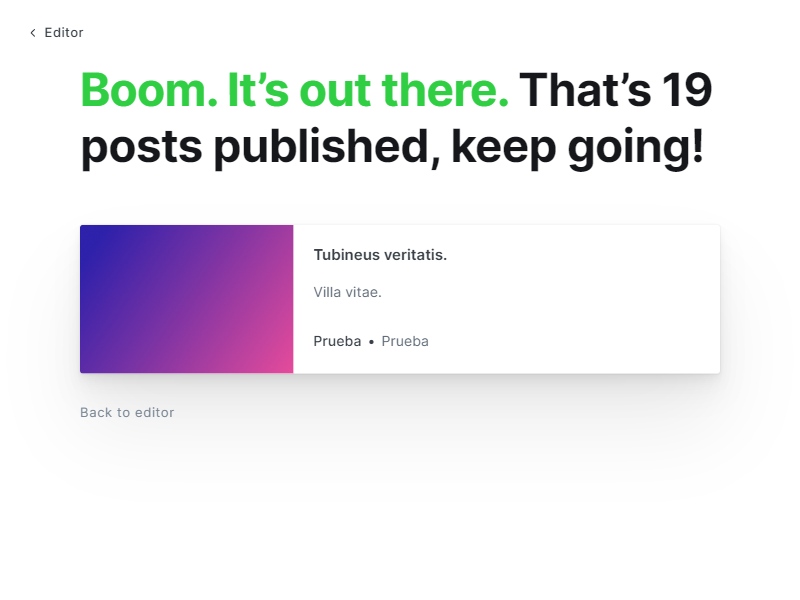 Editor
Boom. It’s out there. That’s 19
posts published, keep going!
Tubineus veritatis.
Villa vitae.
Prueba • Prueba
Back to editor